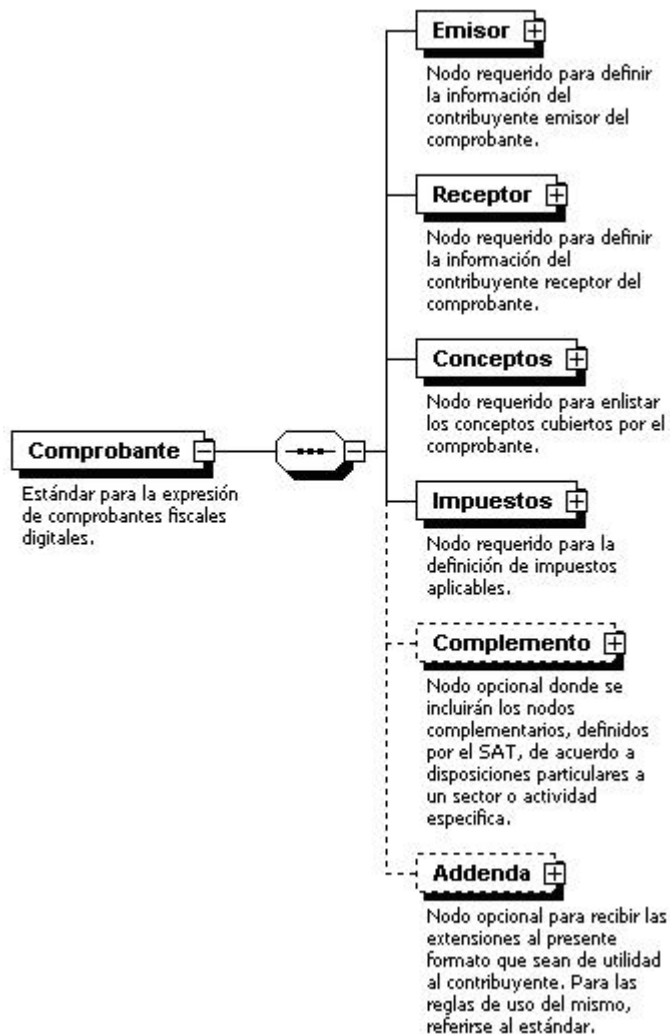 Emisor
Nodo requerido para definir
la información del
contribuyente emisor del
comprobante.
Receptor
Nodo requerido para definir
la información del
contribuyente receptor del
comprobante.
Conceptos
Nodo requerido para enlistar
los conceptos cubiertos por el
comprobante.
Comprobante
Estándar para la expresión
de comprobantes fiscales
digitales.
Impuestos
Nodo requerido para la
definición de impuestos
aplicables.
Complemento
Nodo opcional donde se
incluirán los nodos
complementarios, definidos
por el SAT, de acuerdo a
disposiciones particulares a
un sector o actividad
especifica.
Addenda
Nodo opcional para recibir las
extensiones al presente
formato que sean de utilidad
al contribuyente. Para las
reglas de uso del mismo,
referirse al estándar.